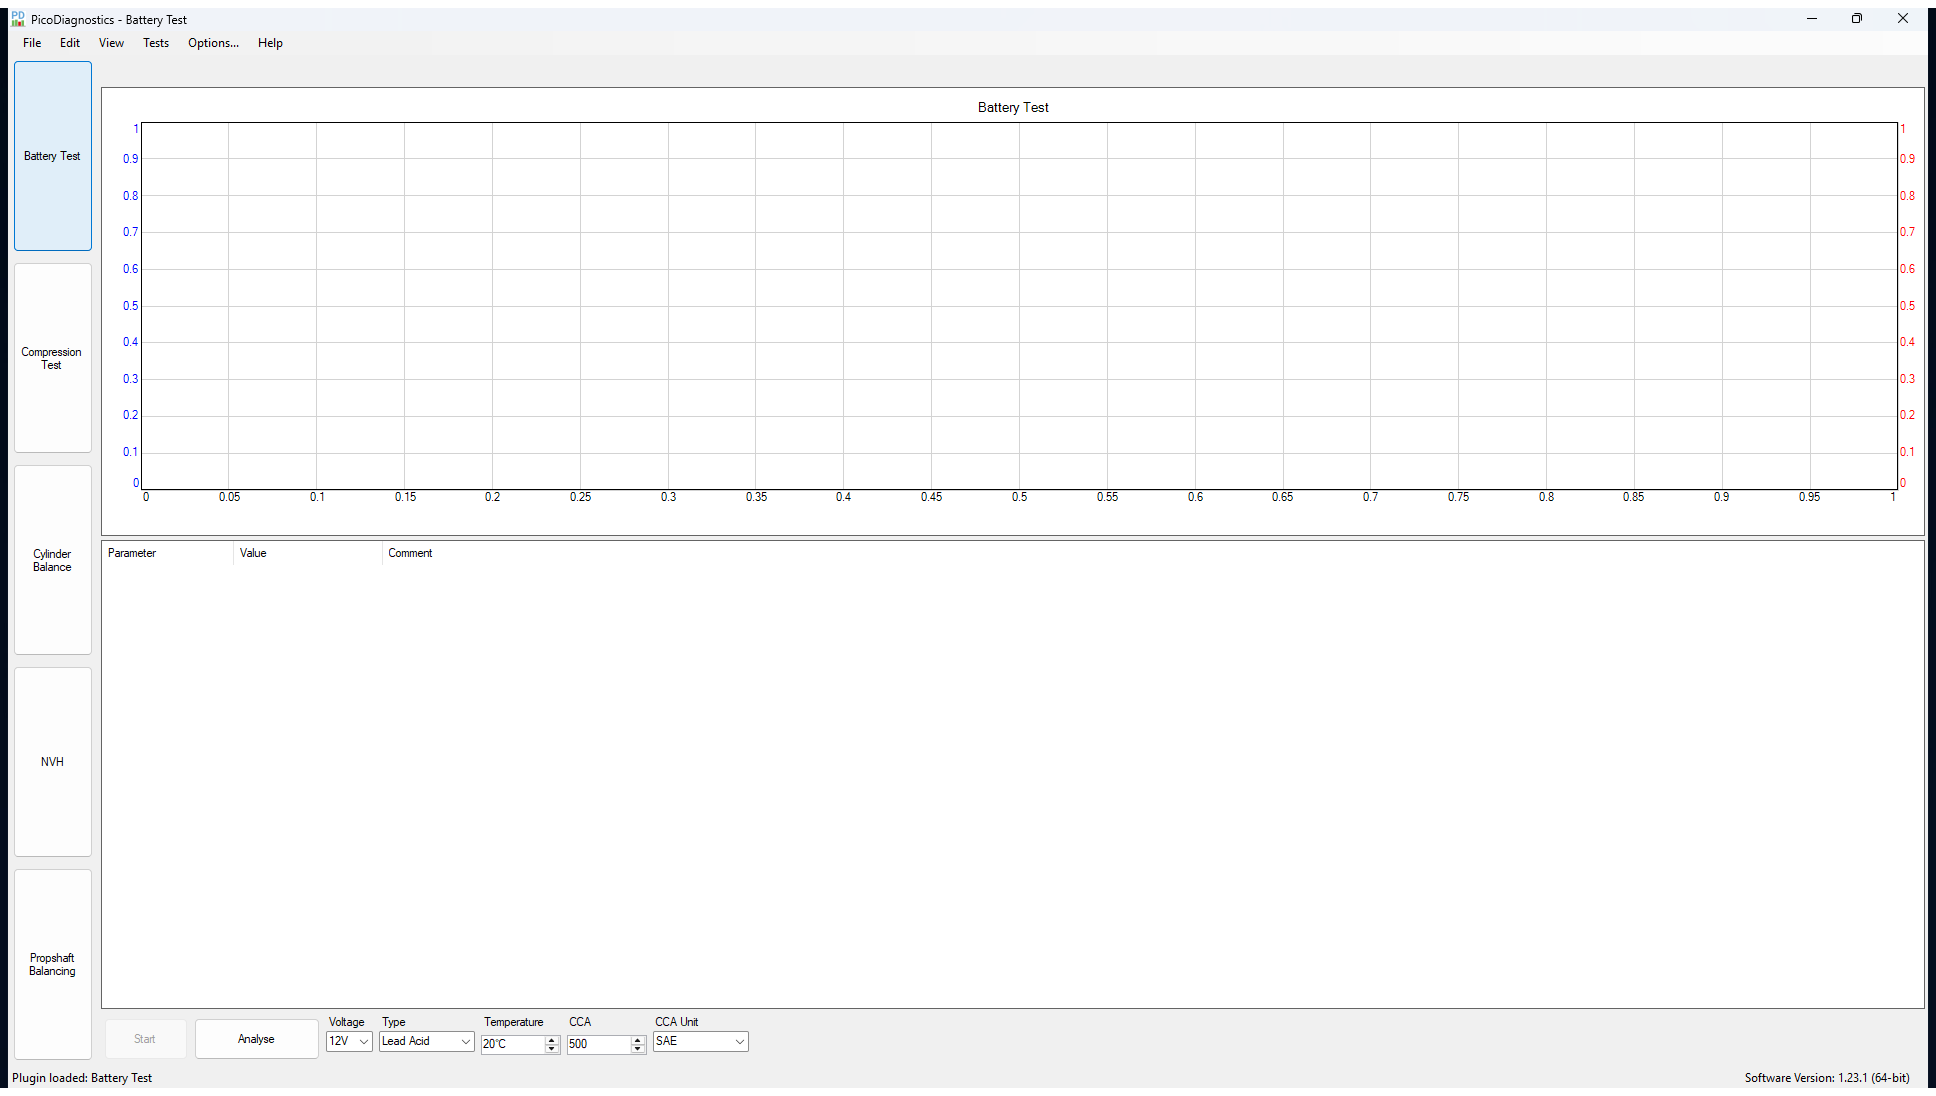 PD
PicoDiagnostics - Battery Test
File Edit View Tests Options... Help
Battery Test
Compression
Test
Cylinder
Balance
NVH
Propshaft
Balancing
Battery Test
1 1
0.9 0.9
0.8 0.8
0.7 0.7
0.6 0.6
0.5 0.5
0.4 0.4
0.3 0.3
0.2 0.2
0.1 0.1
0 0
0 0.05 0.1 0.15 0.2 0.25 0.3 0.35 0.4 0.45 0.5 0.55 0.6 0.65 0.7 0.75 0.8 0.85 0.9 0.95 1
Parameter Value Comment
Voltage Type Temperature CCA CCA Unit
Start Analyse 12V Lead Acid 20°C 500 SAE
Plugin loaded: Battery Test Software Version: 1.23.1 (64-bit)